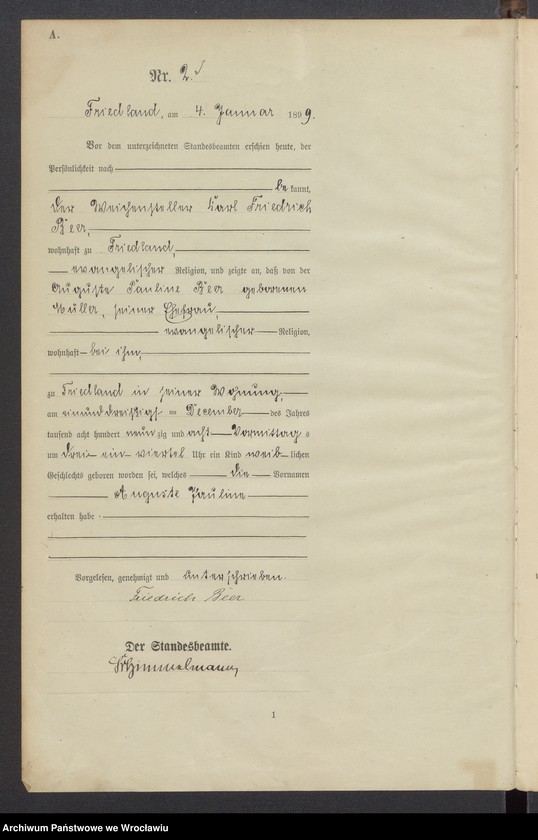 A.
Nr. 2.
Friedland, am 4. Januar 1899.
Vor dem unterzeichneten Standesbeamten erschien heute, der
Persönlichkeit nach
bekannt,
der Weichensteller Karl Friedrich
Beer,
wohnhaft zu Friedland,
evangelischer Religion, und zeigte an, daß von der
Auguste Pauline Beer geborenen
Müller, seiner Ehefrau,
evangelischer Religion,
wohnhaft bei ihm,
zu Friedland in seiner Wohnung,
am einunddreißigst = December des Jahres
tausend acht hundert neunzig und acht Vormittags
um drei ein viertel Uhr ein Kind weiblichen
Geschlechts geboren worden sei, welches die Vornamen
Auguste Pauline
erhalten habe.
Vorgelesen, genehmigt und unterschrieben.
Friedrich Beer
Der Standesbeamte.
Himmelmann
1
Archiwum Państwowe we Wrocławiu